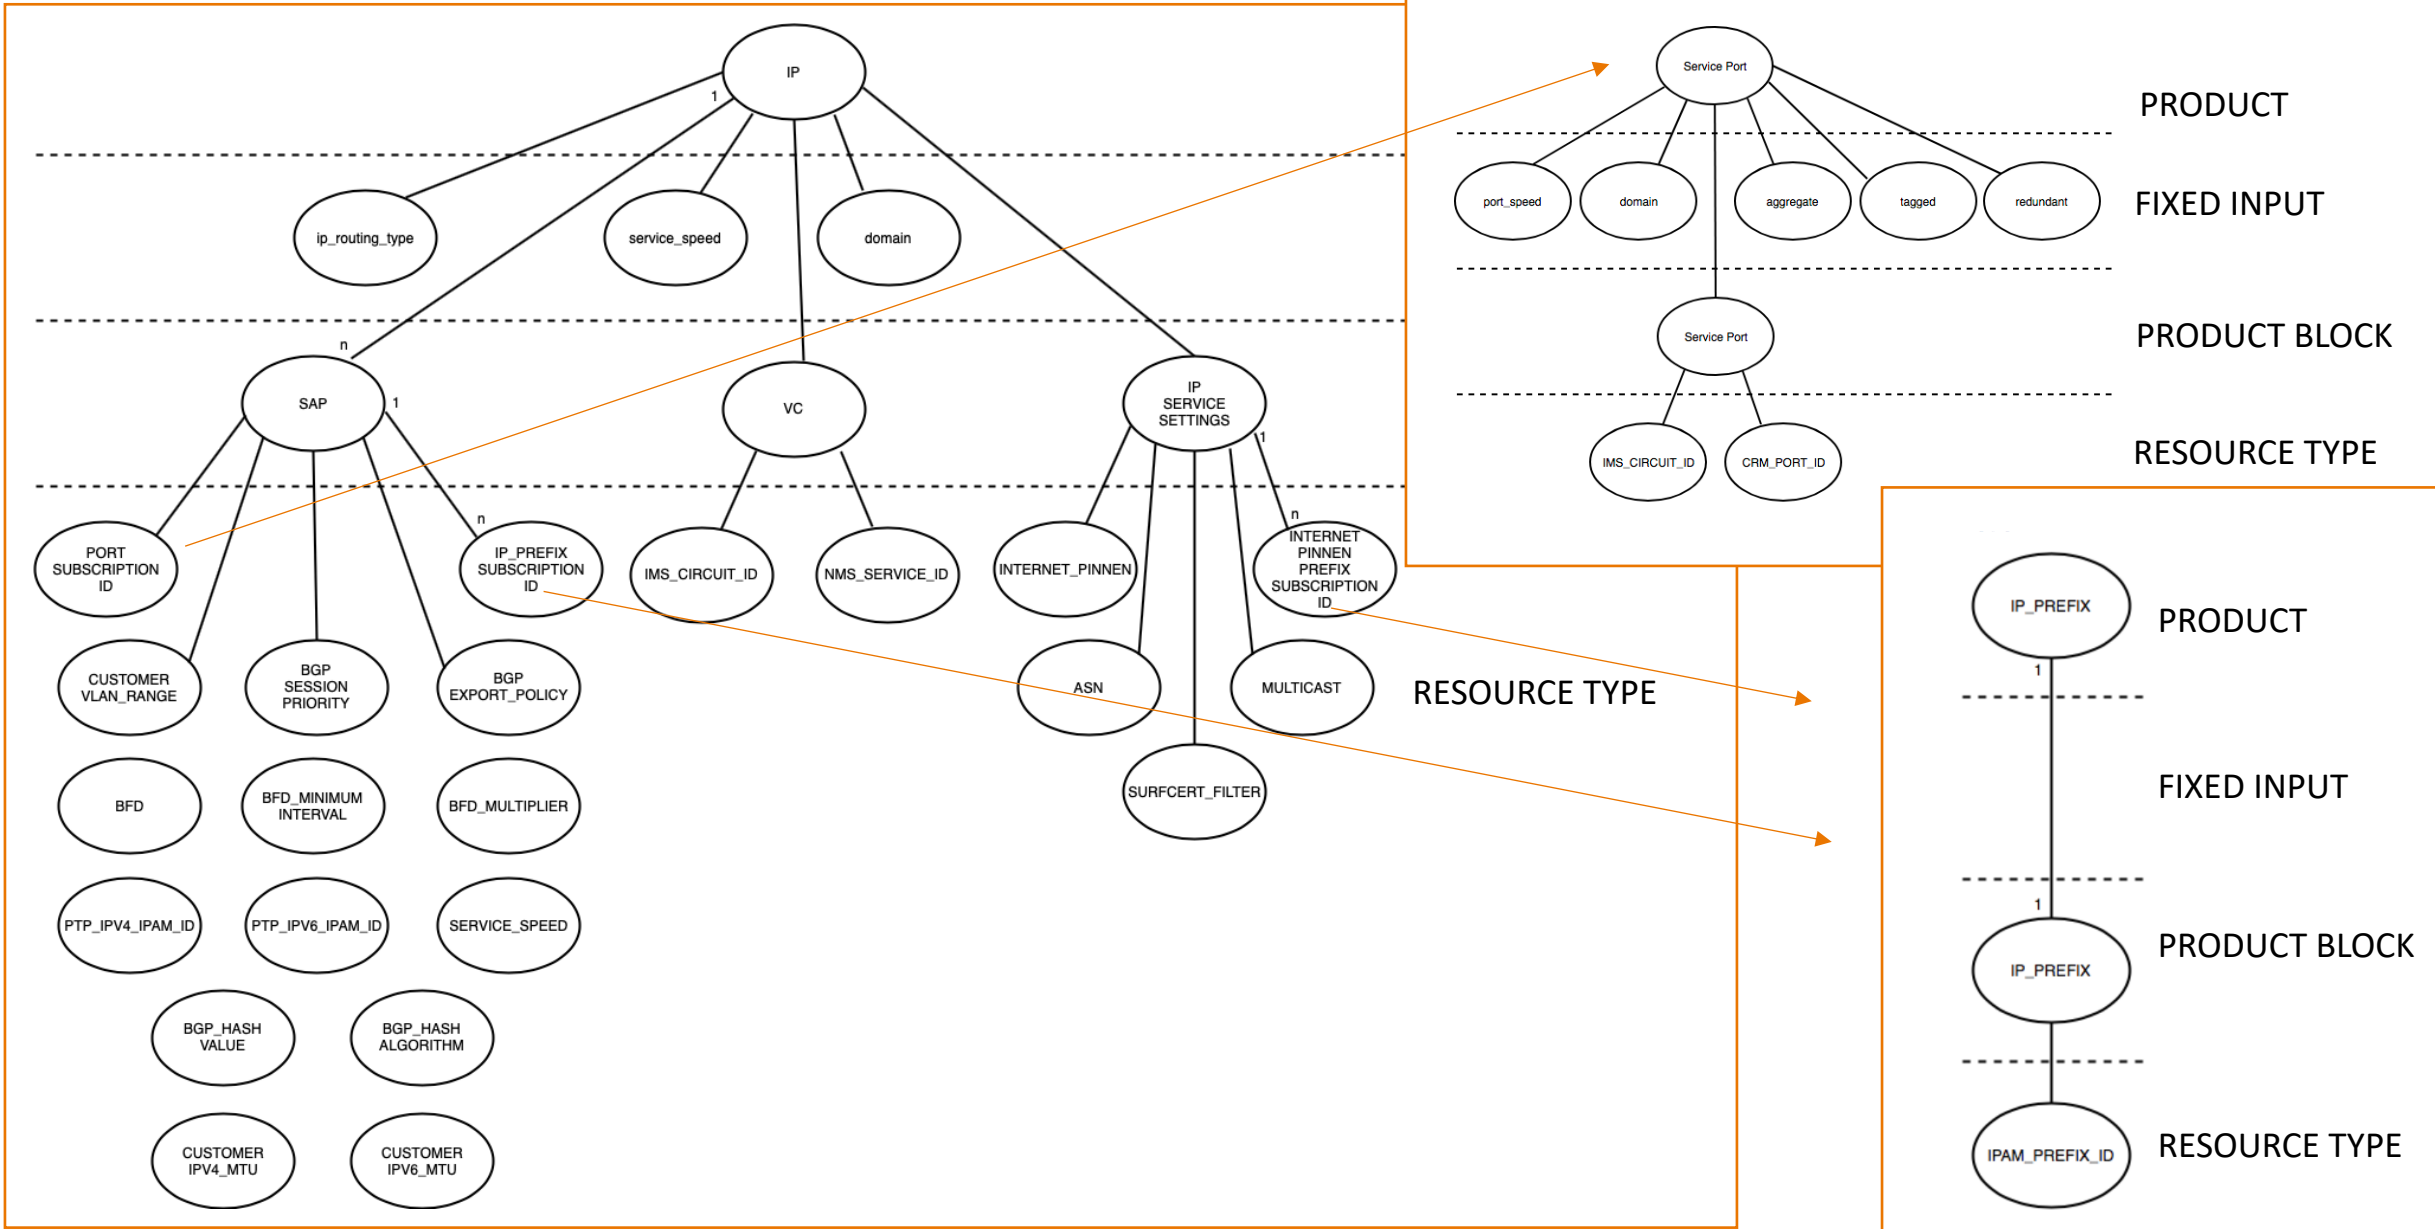 IP
1
ip_routing_type
service_speed
domain
n
SAP
1
VC
IP
SERVICE
SETTINGS
1
PORT
SUBSCRIPTION
ID
n
IP_PREFIX
SUBSCRIPTION
ID
IMS_CIRCUIT_ID
NMS_SERVICE_ID
INTERNET_PINNEN
n
INTERNET
PINNEN
PREFIX
SUBSCRIPTION
ID
CUSTOMER
VLAN_RANGE
BGP
SESSION
PRIORITY
BGP
EXPORT_POLICY
ASN
MULTICAST
RESOURCE TYPE
BFD
BFD_MINIMUM
INTERVAL
BFD_MULTIPLIER
SURFCERT_FILTER
PTP_IPV4_IPAM_ID
PTP_IPV6_IPAM_ID
SERVICE_SPEED
BGP_HASH
VALUE
BGP_HASH
ALGORITHM
CUSTOMER
IPV4_MTU
CUSTOMER
IPV6_MTU
Service Port
PRODUCT
port_speed
domain
aggregate
tagged
redundant
FIXED INPUT
Service Port
PRODUCT BLOCK
IMS_CIRCUIT_ID
CRM_PORT_ID
RESOURCE TYPE
IP_PREFIX
PRODUCT
1
FIXED INPUT
1
IP_PREFIX
PRODUCT BLOCK
IPAM_PREFIX_ID
RESOURCE TYPE